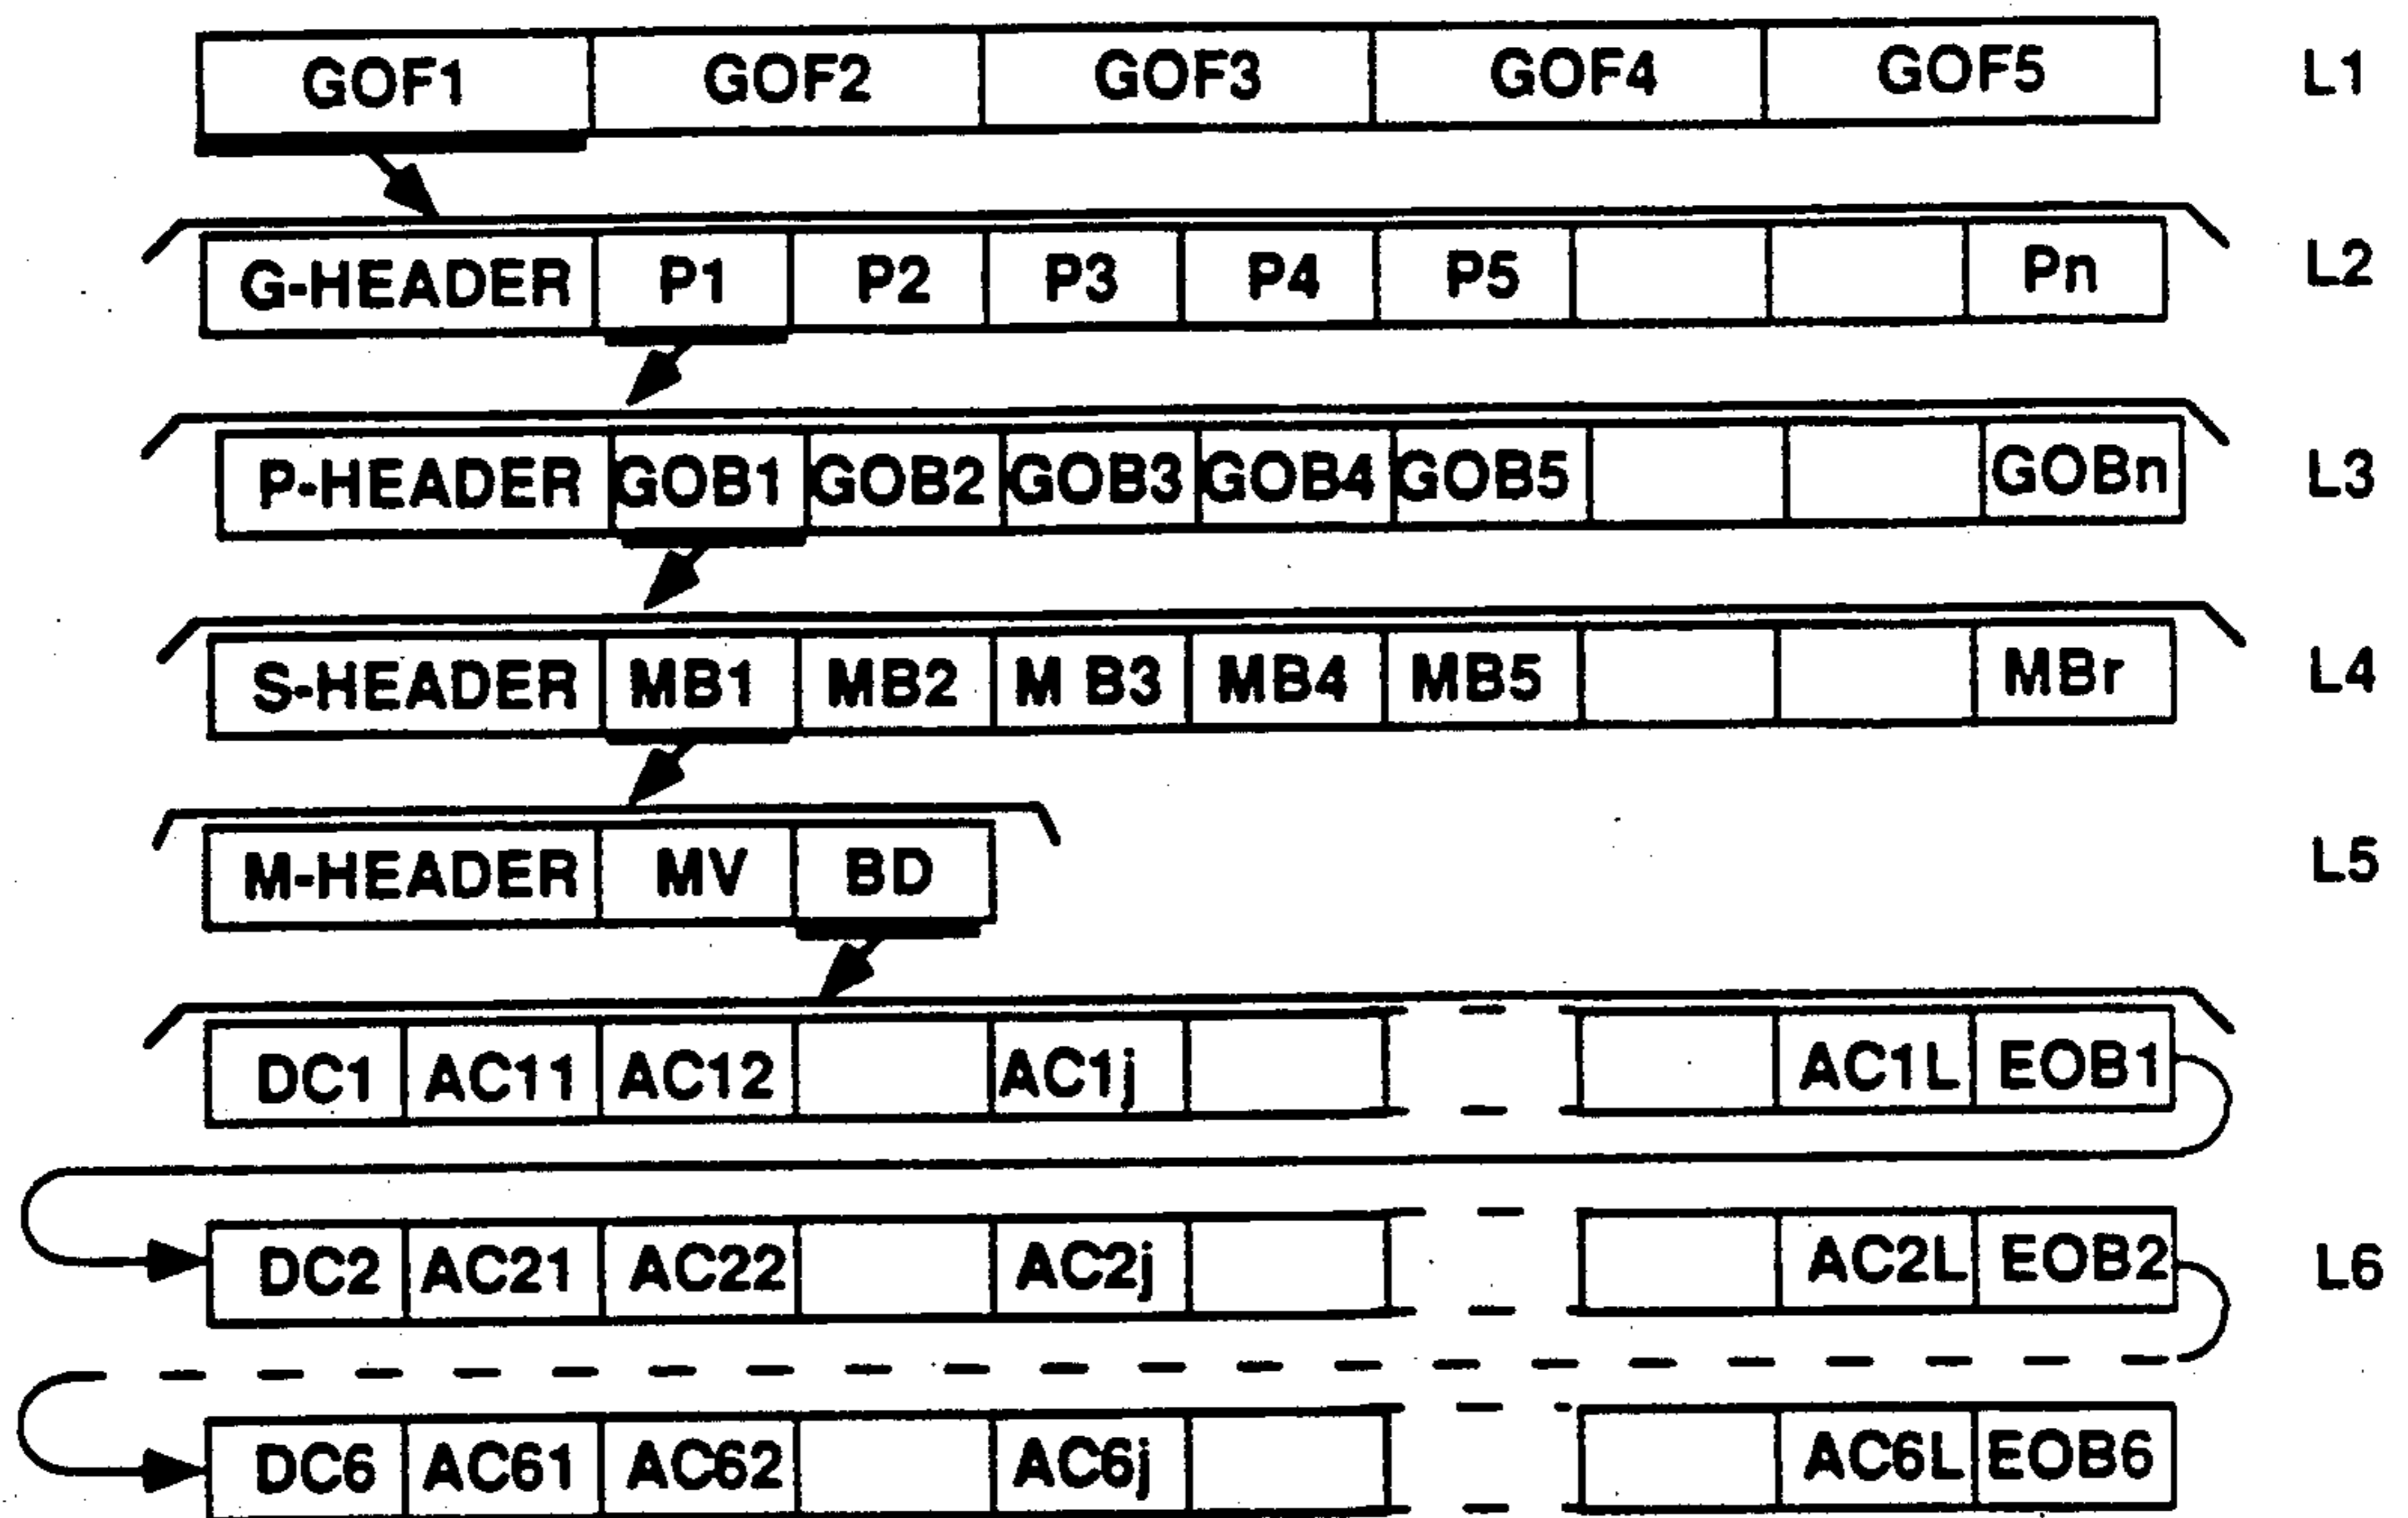 GOF1 GOF2 GOF3 GOF4 GOF5 L1
G-HEADER P1 P2 P3 P4 P5 Pn L2
P-HEADER GOB1 GOB2 GOB3 GOB4 GOB5 GOBn L3
S-HEADER MB1 MB2 M B3 MB4 MB5 MBr L4
M-HEADER MV BD L5
DC1 AC11 AC12 AC1j AC1L EOB1
DC2 AC21 AC22 AC2j AC2L EOB2 L6
DC6 AC61 AC62 AC6j AC6L EOB6